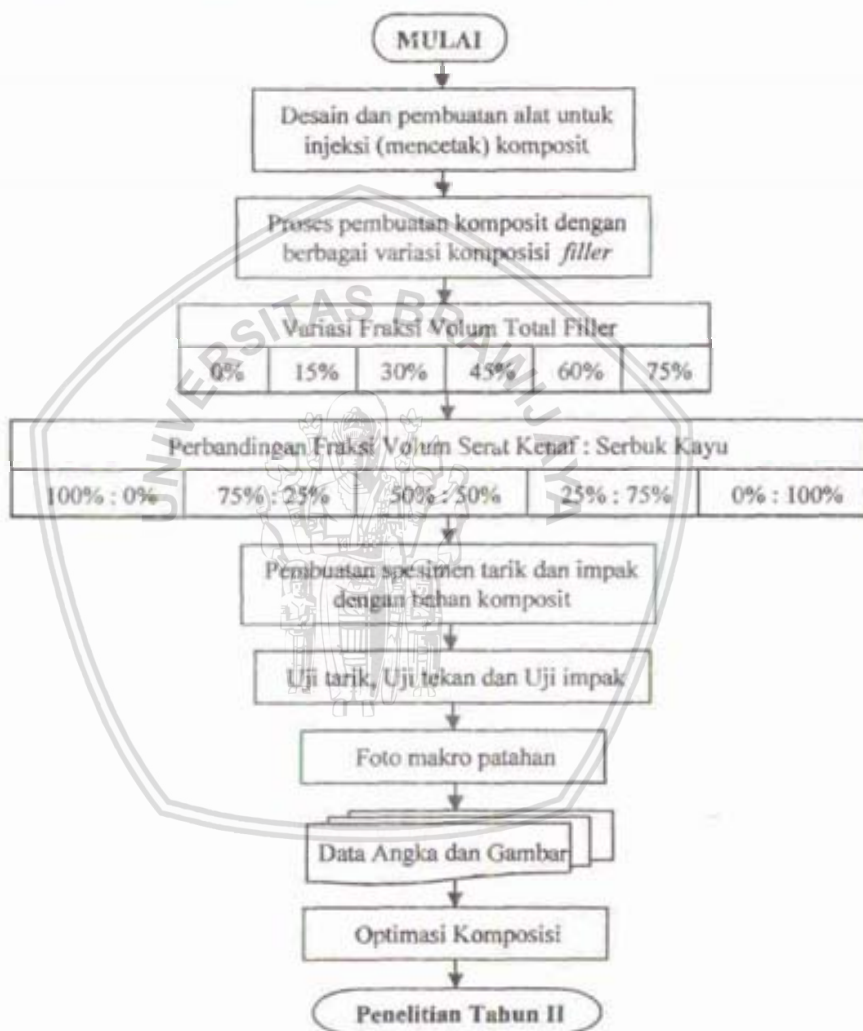 MULAI
Desain dan pembuatan alat untuk
injeksi (mencetak) komposit
Proses pembuatan komposit dengan
berbagai variasi komposisi filler
UNIVERSITAS BRAWIJAYA
Variasi Fraksi Volum Total Filler
0% 15% 30% 45% 60% 75%
Perbandingan Fraksi Volum Serat Kenaf : Serbuk Kayu
100% : 0% 75% : 25% 50% : 50% 25% : 75% 0% : 100%
Pembuatan spesimen tarik dan impak
dengan bahan komposit
Uji tarik, Uji tekan dan Uji impak
Foto makro patahan
Data Angka dan Gambar
Optimasi Komposisi
Penelitian Tahun II